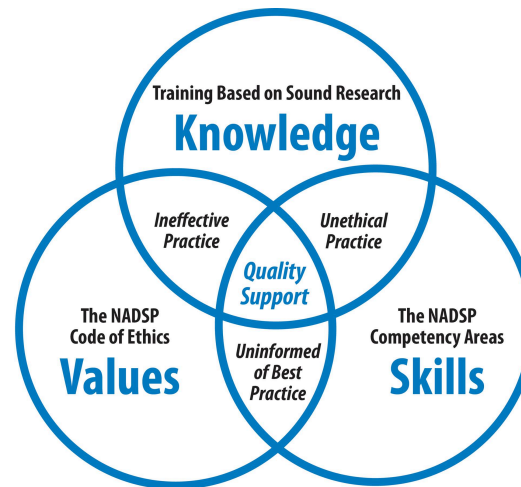 Training Based on Sound Research
Knowledge
Ineffective
Practice
Unethical
Practice
Quality
Support
The NADSP
Code of Ethics
Values
Uninformed
of Best
Practice
The NADSP
Competency Areas
Skills